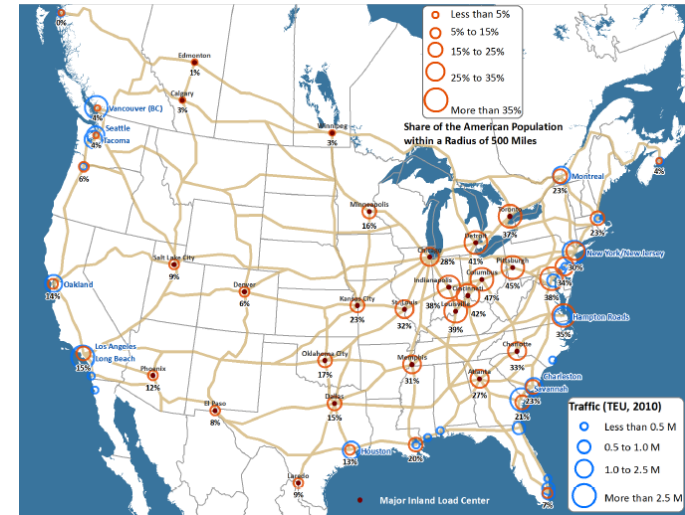 Less than 5%
5% to 15%
15% to 25%
25% to 35%
More than 35%
Share of the American Population
within a Radius of 500 Miles
0%
Edmonton
1%
Calgary
3%
Vancouver (BC)
4%
Seattle
Tacoma
4%
6%
Winnipeg
3%
4%
Montreal
23%
Minneapolis
16%
Toronto
37%
23%
Detroit
41%
Chicago
28%
New York/New Jersey
30%
34%
38%
Pittsburgh
45%
Columbus
47%
Cincinnati
42%
Indianapolis
38%
Louisville
39%
Salt Lake City
9%
Denver
6%
Kansas City
23%
St. Louis
32%
Oakland
14%
Hampton Roads
35%
Los Angeles
Long Beach
15%
Phoenix
12%
El Paso
8%
Oklahoma City
17%
Dallas
15%
Memphis
31%
Charlotte
33%
Atlanta
27%
Charleston
23%
Savannah
21%
Houston
13%
20%
Laredo
9%
7%
Major Inland Load Center
Traffic (TEU, 2010)
Less than 0.5 M
0.5 to 1.0 M
1.0 to 2.5 M
More than 2.5 M